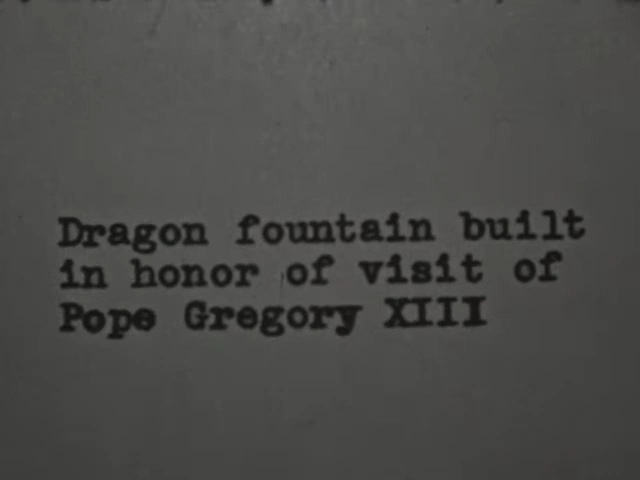 Dragon fountain built
in honor of visit of
Pope Gregory XIII